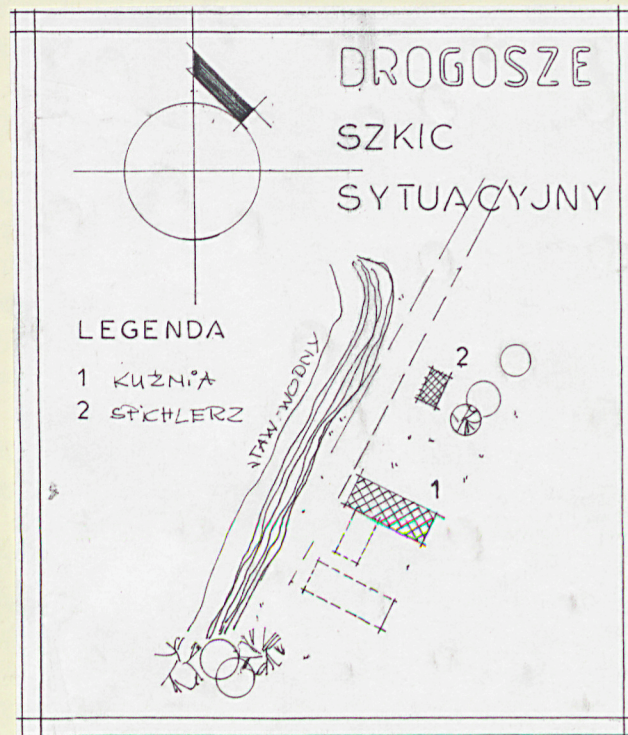 DROGOSZE
SZKIC
SYTUACYJNY
LEGENDA
1 KUŹNIA
2 SPICHLERZ
STAW-WODNY
2
1